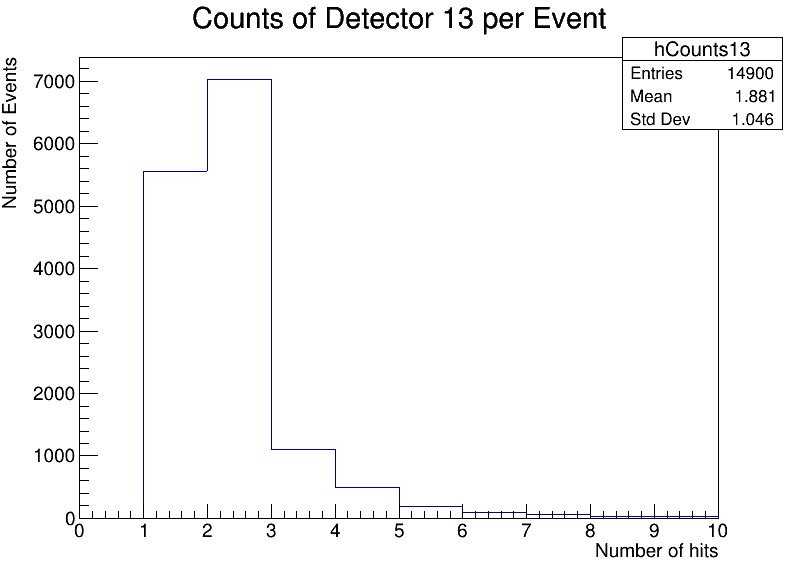 Counts of Detector 13 per Event
hCounts13
Entries 14900
Mean 1.881
Std Dev 1.046
Number of Events
7000
6000
5000
4000
3000
2000
1000
0
0 1 2 3 4 5 6 7 8 9 10
Number of hits